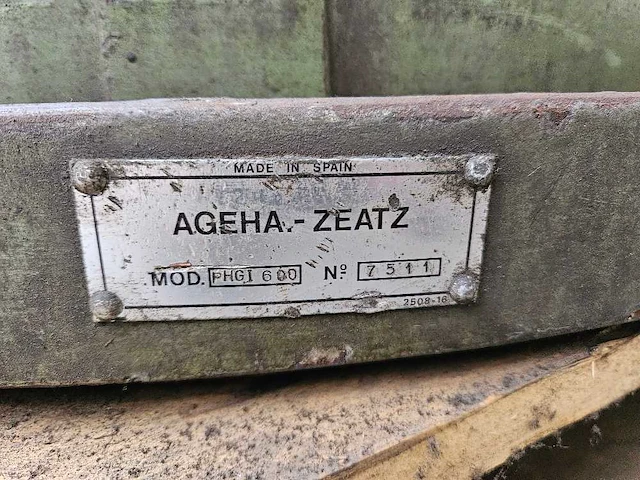 MADE IN SPAIN
AGEHA.- ZEATZ
MOD. PHGI 600 Nº 7511
2508-16